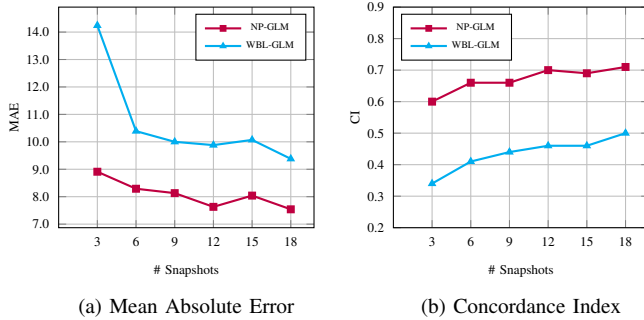 14.0
13.0
12.0
11.0
10.0
9.0
8.0
7.0
MAE
NP-GLM
WBL-GLM
3 6 9 12 15 18
# Snapshots
(a) Mean Absolute Error
0.9
0.8
0.7
0.6
0.5
0.4
0.3
0.2
CI
NP-GLM
WBL-GLM
3 6 9 12 15 18
# Snapshots
(b) Concordance Index